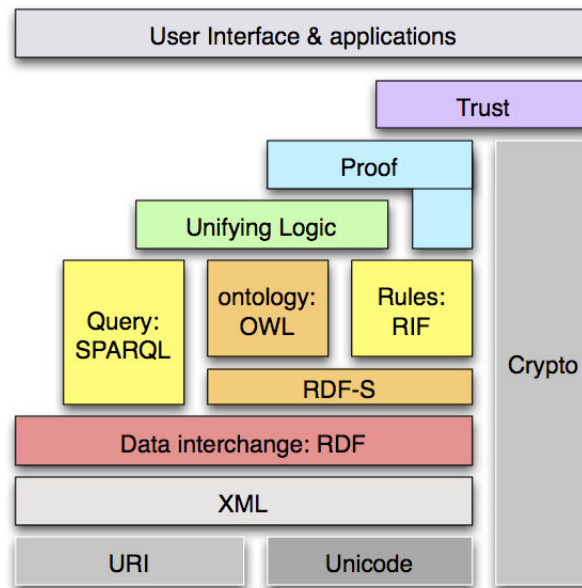 User Interface & applications
Trust
Proof
Unifying Logic
Query:
SPARQL
ontology:
OWL
Rules:
RIF
Crypto
RDF-S
Data interchange: RDF
XML
URI
Unicode